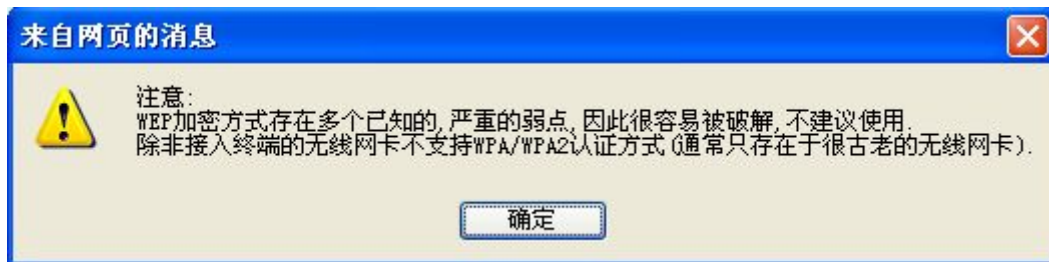 来自网页的消息
注意:
WEP加密方式存在多个已知的,严重的弱点,因此很容易被破解,不建议使用.
除非接入终端的无线网卡不支持WPA/WPA2认证方式(通常只存在于很古老的无线网卡).
确定